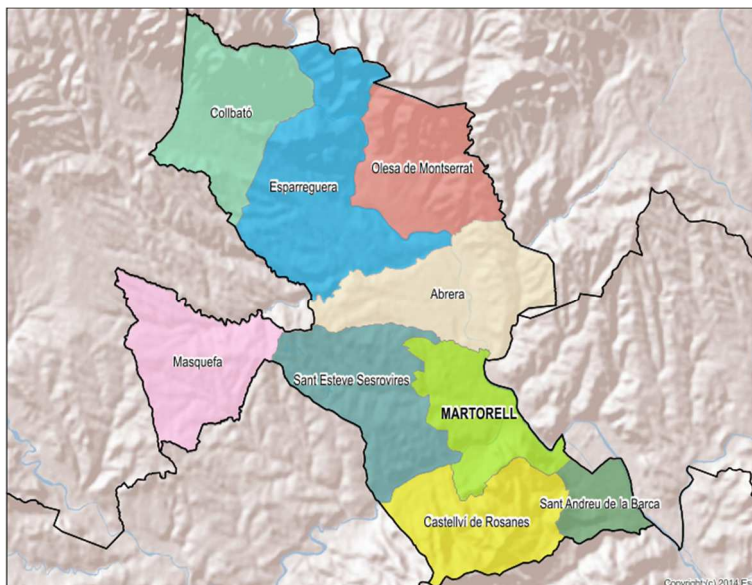 Collbató
Olesa de Montserrat
Esparreguera
Abrera
Masquefa
Sant Esteve Sesrovires
MARTORELL
Sant Andreu de la Barca
Castellví de Rosanes
Copyright:(c) 2014 Es